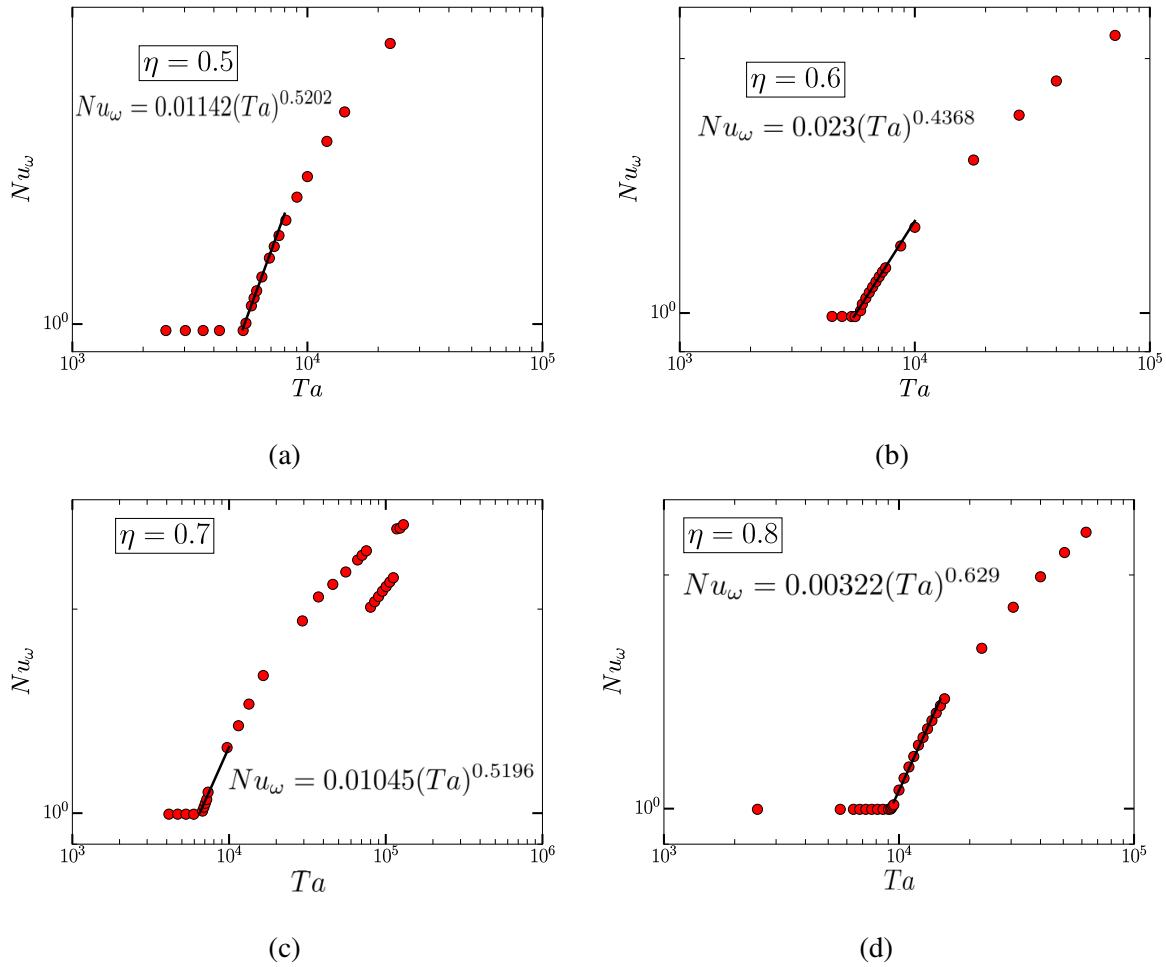 η = 0.5
Nu_ω = 0.01142(Ta)^0.5202
Nu_ω
10^0
10^3 10^4 10^5
Ta
(a)
η = 0.6
Nu_ω = 0.023(Ta)^0.4368
Nu_ω
10^0
10^3 10^4 10^5
Ta
(b)
η = 0.7
Nu_ω
Nu_ω = 0.01045(Ta)^0.5196
10^0
10^3 10^4 10^5 10^6
Ta
(c)
η = 0.8
Nu_ω = 0.00322(Ta)^0.629
Nu_ω
10^0
10^3 10^4 10^5
Ta
(d)